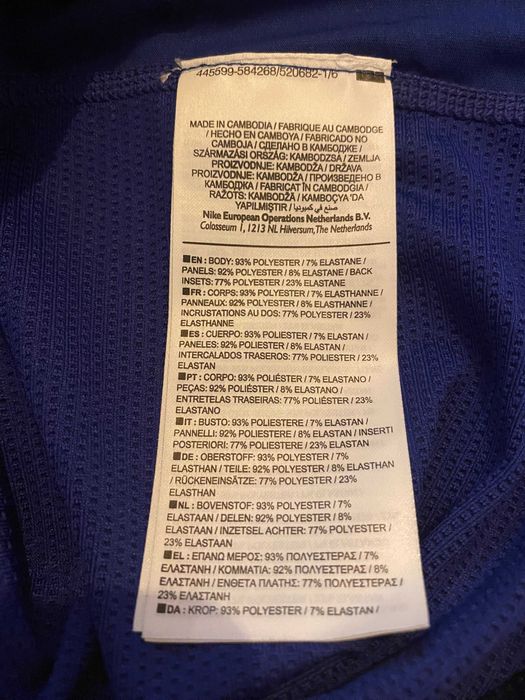 445599-584268/520682-1/6
MADE IN CAMBODIA / FABRIQUE AU CAMBODGE
/ HECHO EN CAMBOYA / FABRICADO NO
CAMBOJA / СДЕЛАНО В КАМБОДЖЕ /
SZÁRMAZÁSI ORSZÁG: KAMBODZSA / ZEMLJA
PROIZVODNJE: KAMBODŽA / DRŽAVA
PROIZVODNJE: KAMBODŽA / ПРОИЗВЕДЕНО В
КАМБОДЖА / FABRICAT ÎN CAMBODGIA /
RAŽOTS: KAMBODŽĀ / KAMBOÇYA 'DA
YAPILMIŞTIR / صنع في كمبوديا /
Nike European Operations Netherlands B.V.
Colosseum 1, 1213 NL Hilversum, The Netherlands
EN : BODY: 93% POLYESTER / 7% ELASTANE /
PANELS: 92% POLYESTER / 8% ELASTANE / BACK
INSETS: 77% POLYESTER / 23% ELASTANE
FR : CORPS: 93% POLYESTER / 7% ELASTHANNE /
PANNEAUX: 92% POLYESTER / 8% ELASTHANNE /
INCRUSTATIONS AU DOS: 77% POLYESTER / 23%
ELASTHANNE
ES : CUERPO: 93% POLIESTER / 7% ELASTAN /
PANELES: 92% POLIESTER / 8% ELASTAN /
INTERCALADOS TRASEROS: 77% POLIESTER / 23%
ELASTAN
PT : CORPO: 93% POLIÉSTER / 7% ELASTANO /
PEÇAS: 92% POLIÉSTER / 8% ELASTANO /
ENTRETELAS TRASEIRAS: 77% POLIÉSTER / 23%
ELASTANO
IT : BUSTO: 93% POLIESTERE / 7% ELASTAN /
PANNELLI: 92% POLIESTERE / 8% ELASTAN / INSERTI
POSTERIORI: 77% POLIESTERE / 23% ELASTAN
DE : OBERSTOFF: 93% POLYESTER / 7%
ELASTHAN / TEILE: 92% POLYESTER / 8% ELASTHAN
/ RÜCKENEINSÄTZE: 77% POLYESTER / 23%
ELASTHAN
NL : BOVENSTOF: 93% POLYESTER / 7%
ELASTAAN / DELEN: 92% POLYESTER / 8%
ELASTAAN / INZETSEL ACHTER: 77% POLYESTER /
23% ELASTAAN
EL : ΕΠΑΝΩ ΜΕΡΟΣ: 93% ΠΟΛΥΕΣΤΕΡΑΣ / 7%
ΕΛΑΣΤΑΝΗ / ΚΟΜΜΑΤΙΑ: 92% ΠΟΛΥΕΣΤΕΡΑΣ / 8%
ΕΛΑΣΤΑΝΗ / ΕΝΘΕΤΑ ΠΛΑΤΗΣ: 77% ΠΟΛΥΕΣΤΕΡΑΣ /
23% ΕΛΑΣΤΑΝΗ
DA : KROP: 93% POLYESTER / 7% ELASTAN /